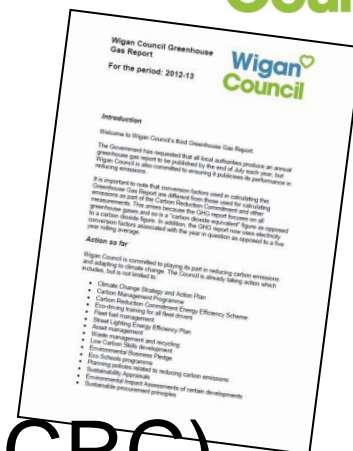 Coun
Wigan Council Greenhouse
Gas Report
For the period: 2012-13
Wigan
Council
Introduction
Welcome to Wigan Council's third Greenhouse Gas Report.
The Government has requested that all local authorities produce an annual
greenhouse gas report to be published by the end of July each year, but
Wigan Council is also committed to ensuring it publicises its performance in
reducing emissions.
It is important to note that conversion factors used in calculating this
Greenhouse Gas Report are different from those used for calculating
emissions as part of the Carbon Reduction Commitment and other
measurements. This arises because the GHG report focuses on all
greenhouse gases and so is a "carbon dioxide equivalent" figure as opposed
to a carbon dioxide figure. In addition, the GHG report now uses electricity
conversion factors associated with the year in question as opposed to a five
year rolling average.
Action so far
Wigan Council is committed to playing its part in reducing carbon emissions
and adapting to climate change. The Council is already taking action which
includes, but is not limited to:
• Climate Change Strategy and Action Plan
• Carbon Management Programme
• Carbon Reduction Commitment Energy Efficiency Scheme
• Eco-driving training for all fleet drivers
• Fleet fuel management
• Street Lighting Energy Efficiency Plan
• Asset management
• Waste management and recycling
• Low Carbon Skills development
• Environmental Business Pledge
• Eco Schools programme
• Planning policies related to reducing carbon emissions
• Sustainability Appraisals
• Environmental Impact Assessments of certain developments
• Sustainable procurement principles
CRC)